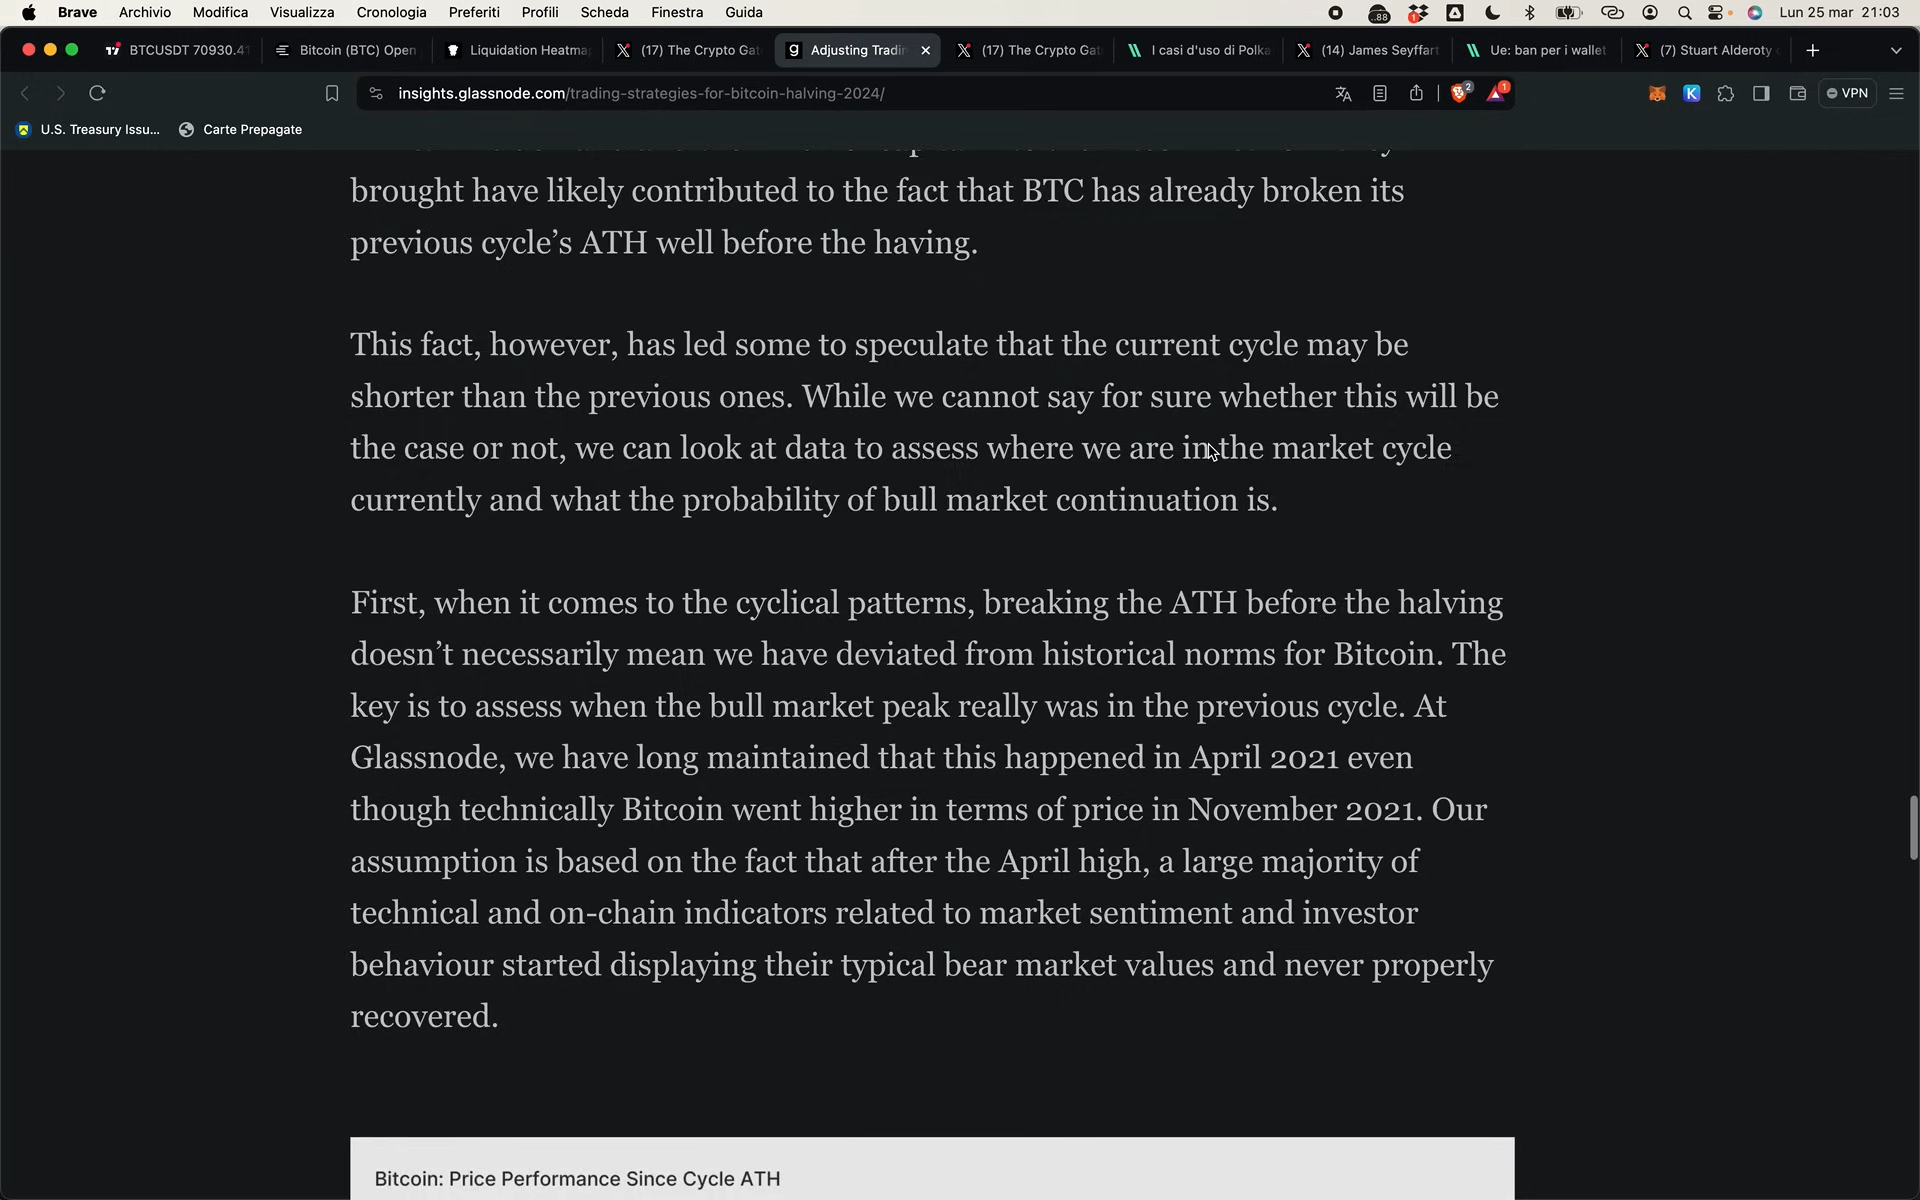 Brave Archivio Modifica Visualizza Cronologia Preferiti Profili Scheda Finestra Guida Lun 25 mar 21:03
BTCUSDT 70930.41 Bitcoin (BTC) Open Liquidation Heatma (17) The Crypto Gat Adjusting Tradin (17) The Crypto Gat I casi d'uso di Polka (14) James Seyffart Ue: ban per i wallet (7) Stuart Alderoty
insights.glassnode.com/trading-strategies-for-bitcoin-halving-2024/ 2 1 VPN
U.S. Treasury Issu... Carte Prepagate
brought have likely contributed to the fact that BTC has already broken its
previous cycle’s ATH well before the having.
This fact, however, has led some to speculate that the current cycle may be
shorter than the previous ones. While we cannot say for sure whether this will be
the case or not, we can look at data to assess where we are in the market cycle
currently and what the probability of bull market continuation is.
First, when it comes to the cyclical patterns, breaking the ATH before the halving
doesn’t necessarily mean we have deviated from historical norms for Bitcoin. The
key is to assess when the bull market peak really was in the previous cycle. At
Glassnode, we have long maintained that this happened in April 2021 even
though technically Bitcoin went higher in terms of price in November 2021. Our
assumption is based on the fact that after the April high, a large majority of
technical and on-chain indicators related to market sentiment and investor
behaviour started displaying their typical bear market values and never properly
recovered.
Bitcoin: Price Performance Since Cycle ATH